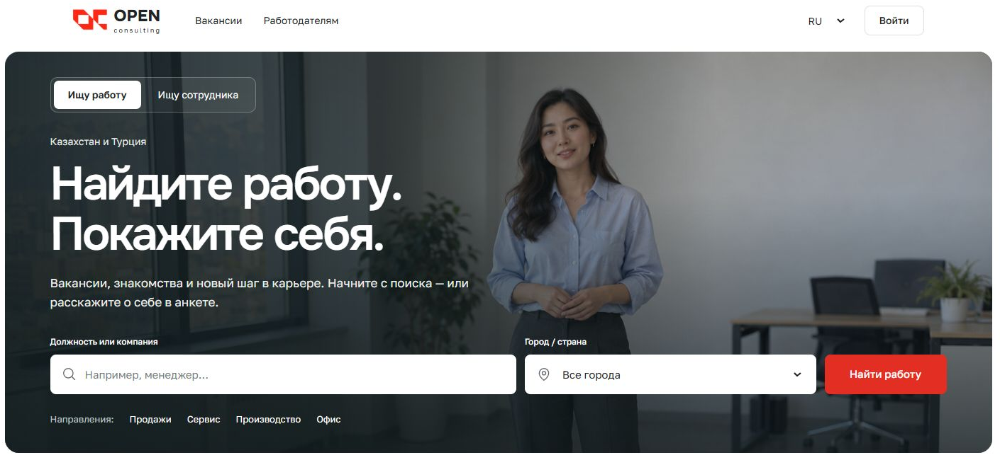 OPEN
consulting
Вакансии
Работодателям
RU
Войти
Ищу работу
Ищу сотрудника
Казахстан и Турция
Найдите работу.
Покажите себя.
Вакансии, знакомства и новый шаг в карьере. Начните с поиска — или
расскажите о себе в анкете.
Должность или компания
Город / страна
Например, менеджер...
Все города
Найти работу
Направления: Продажи Сервис Производство Офис